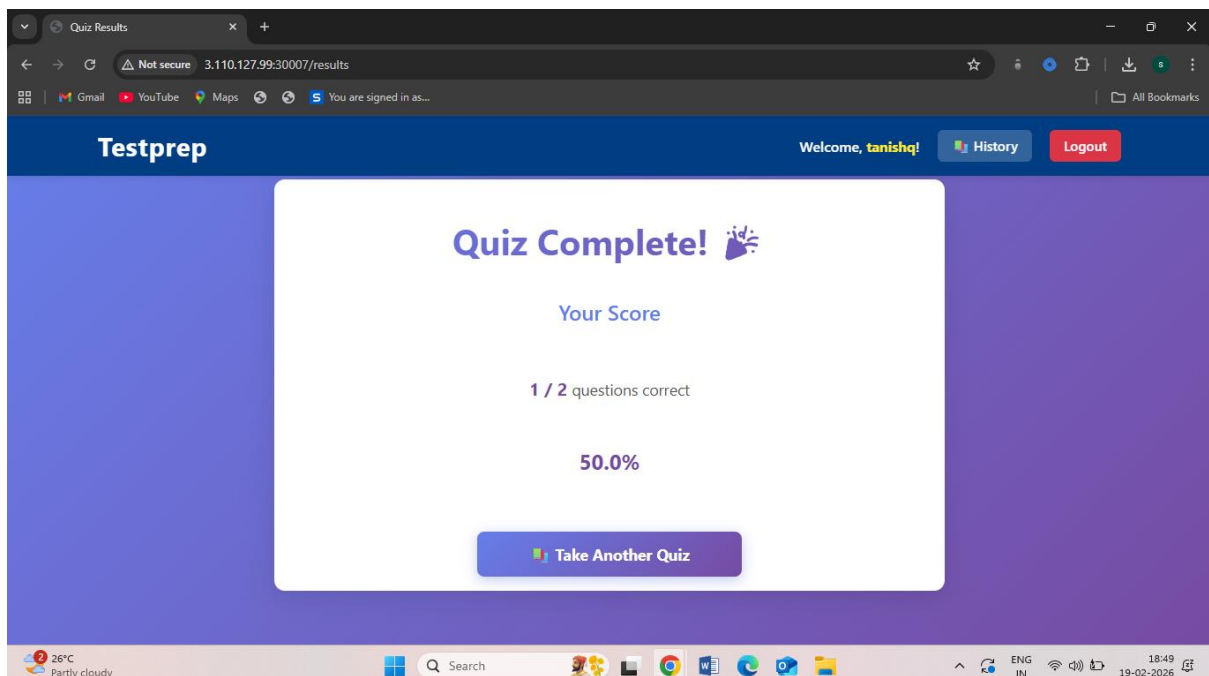 Quiz Results
Not secure 3.110.127.99:30007/results
Gmail YouTube Maps S You are signed in as... All Bookmarks
Testprep Welcome, tanishq! History Logout
Quiz Complete!
Your Score
1 / 2 questions correct
50.0%
Take Another Quiz
2 26°C
Partly cloudy
Search
ENG
IN
18:49
19-02-2026